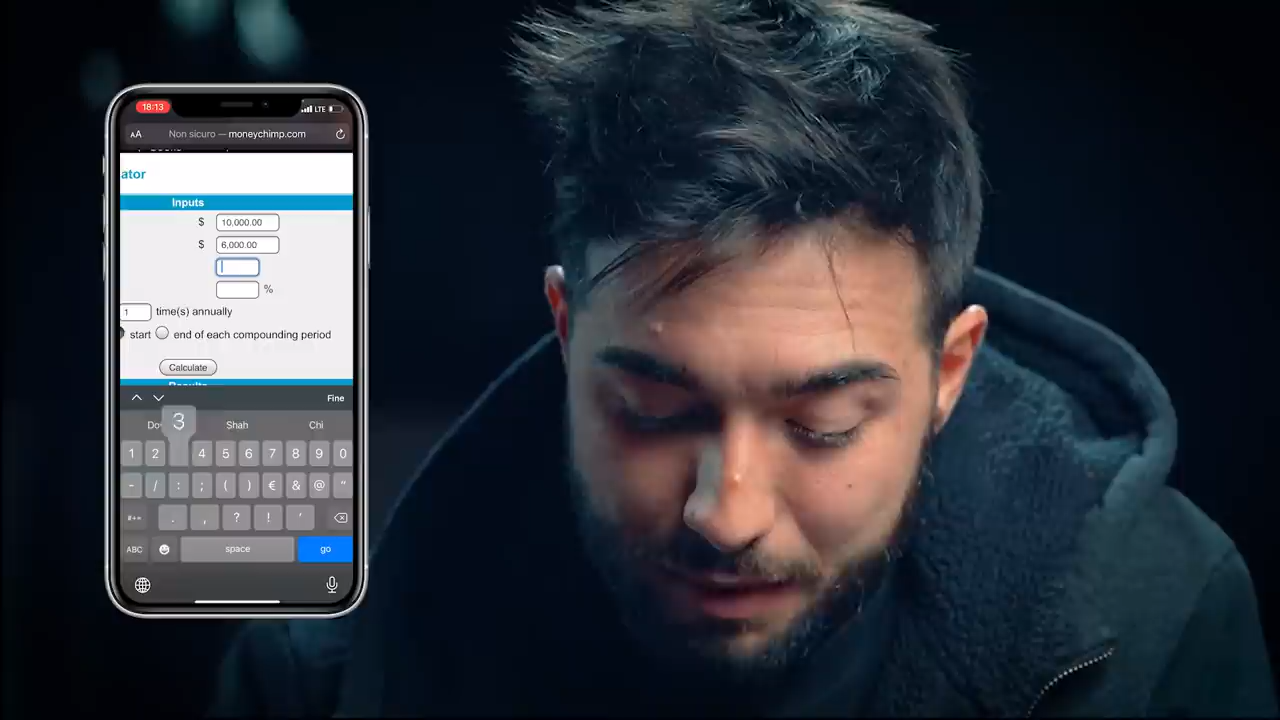 18:13 LTE
AA Non sicuro — moneychimp.com
ator
Inputs
$ 10,000.00
$ 6,000.00
%
1 time(s) annually
start end of each compounding period
Calculate
Results
Fine
3 Shah Chi
1 2 4 5 6 7 8 9 0
- / : ; ( ) € & @ "
#+= . , ? ! '
ABC space go